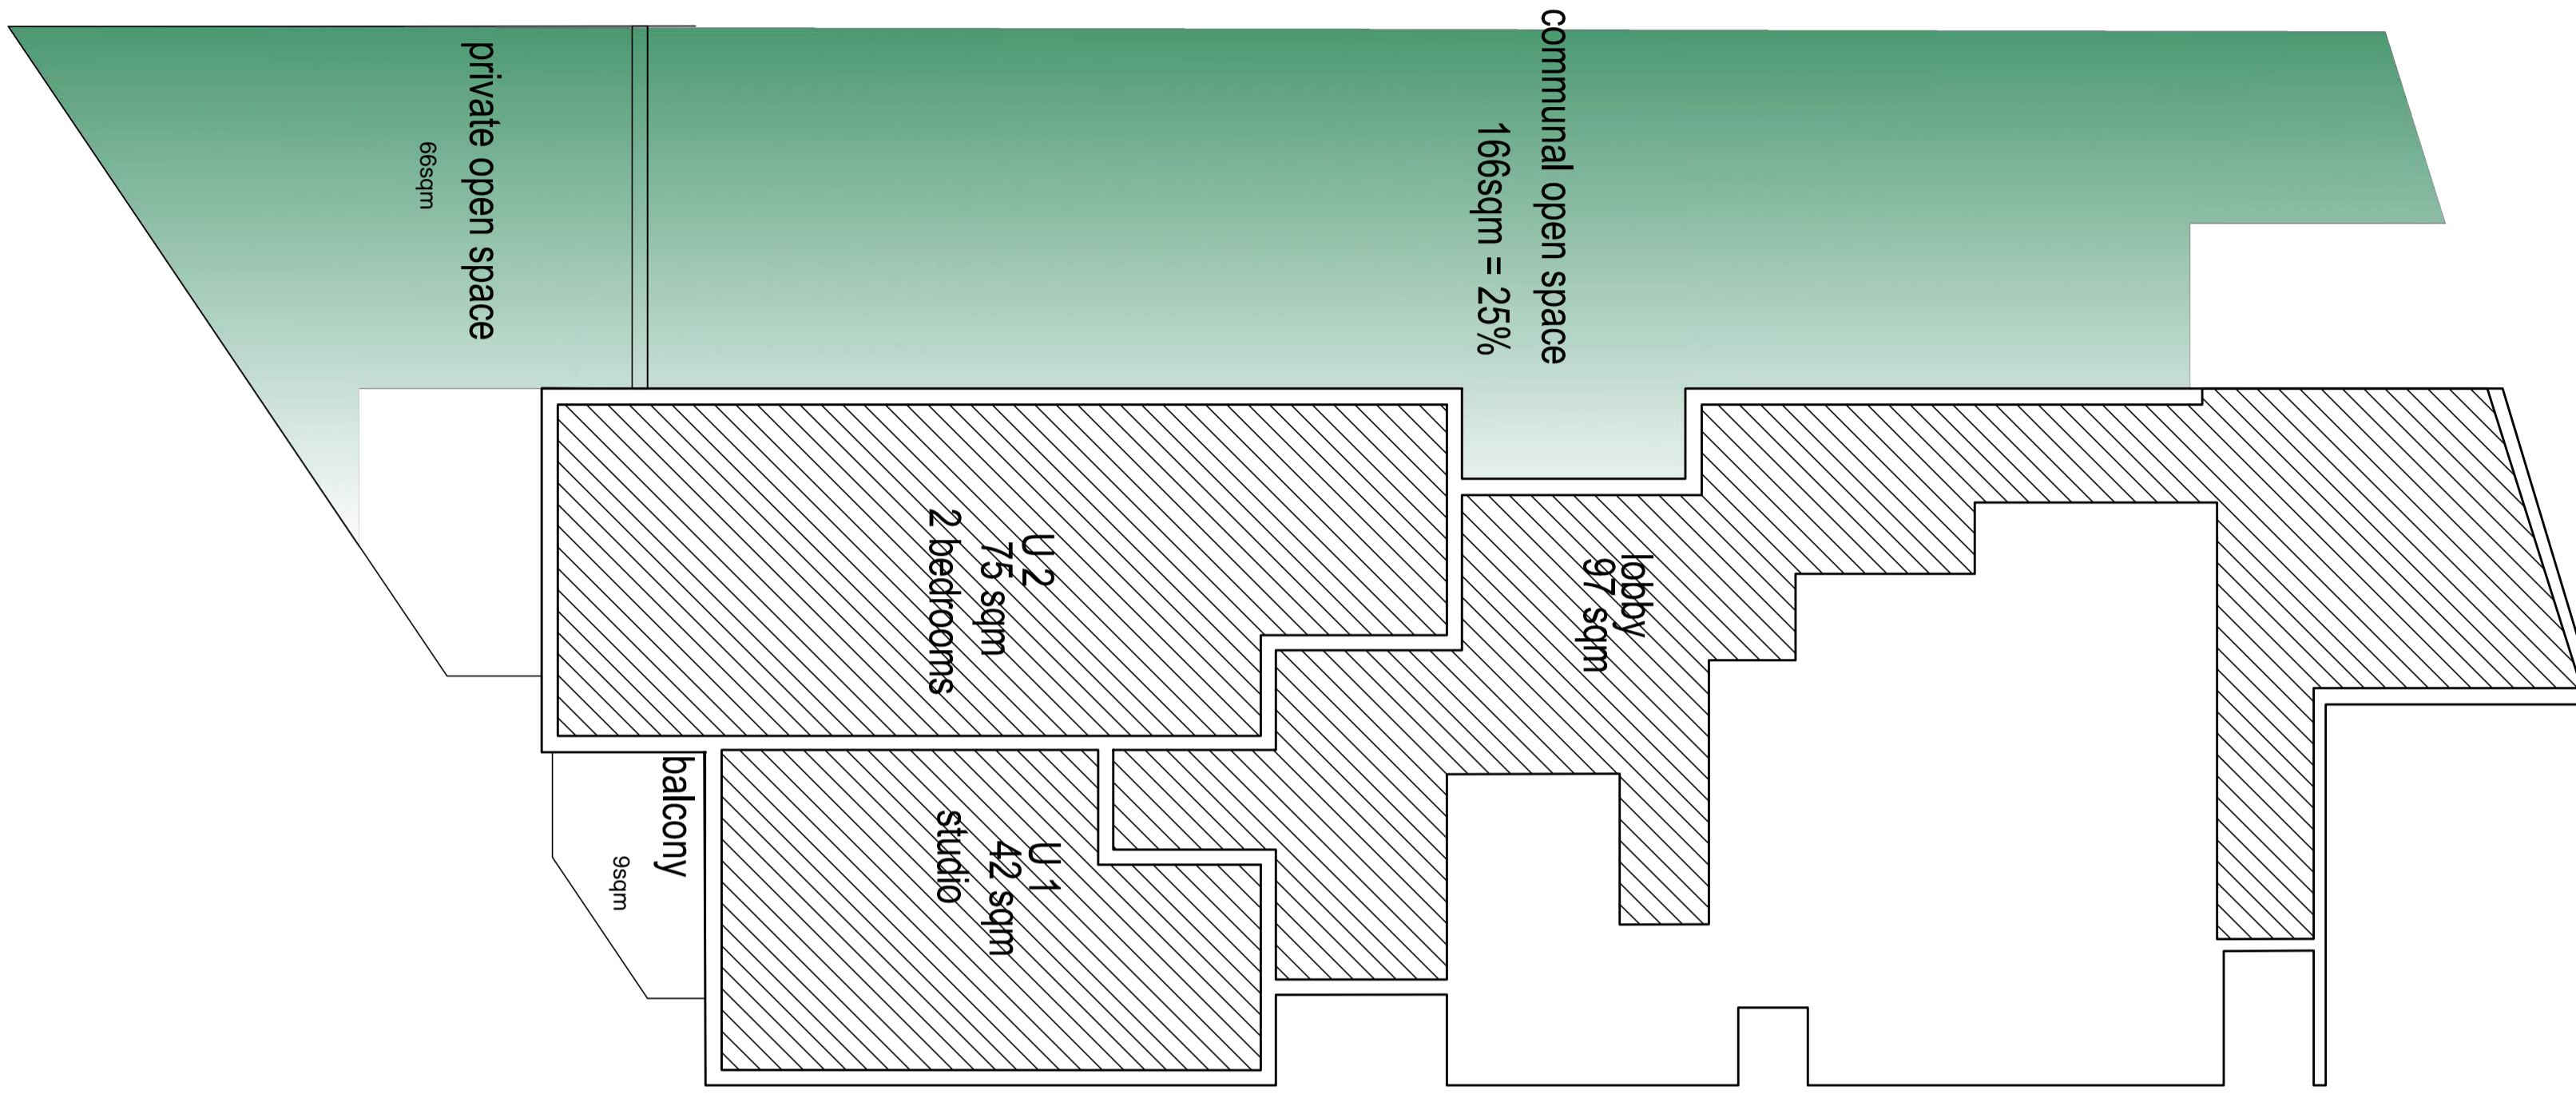 communal open space
166sqm = 25%
private open space
66sqm
lobby
97 sqm
U 2
75 sqm
2 bedrooms
U 1
42 sqm
studio
balcony
9sqm